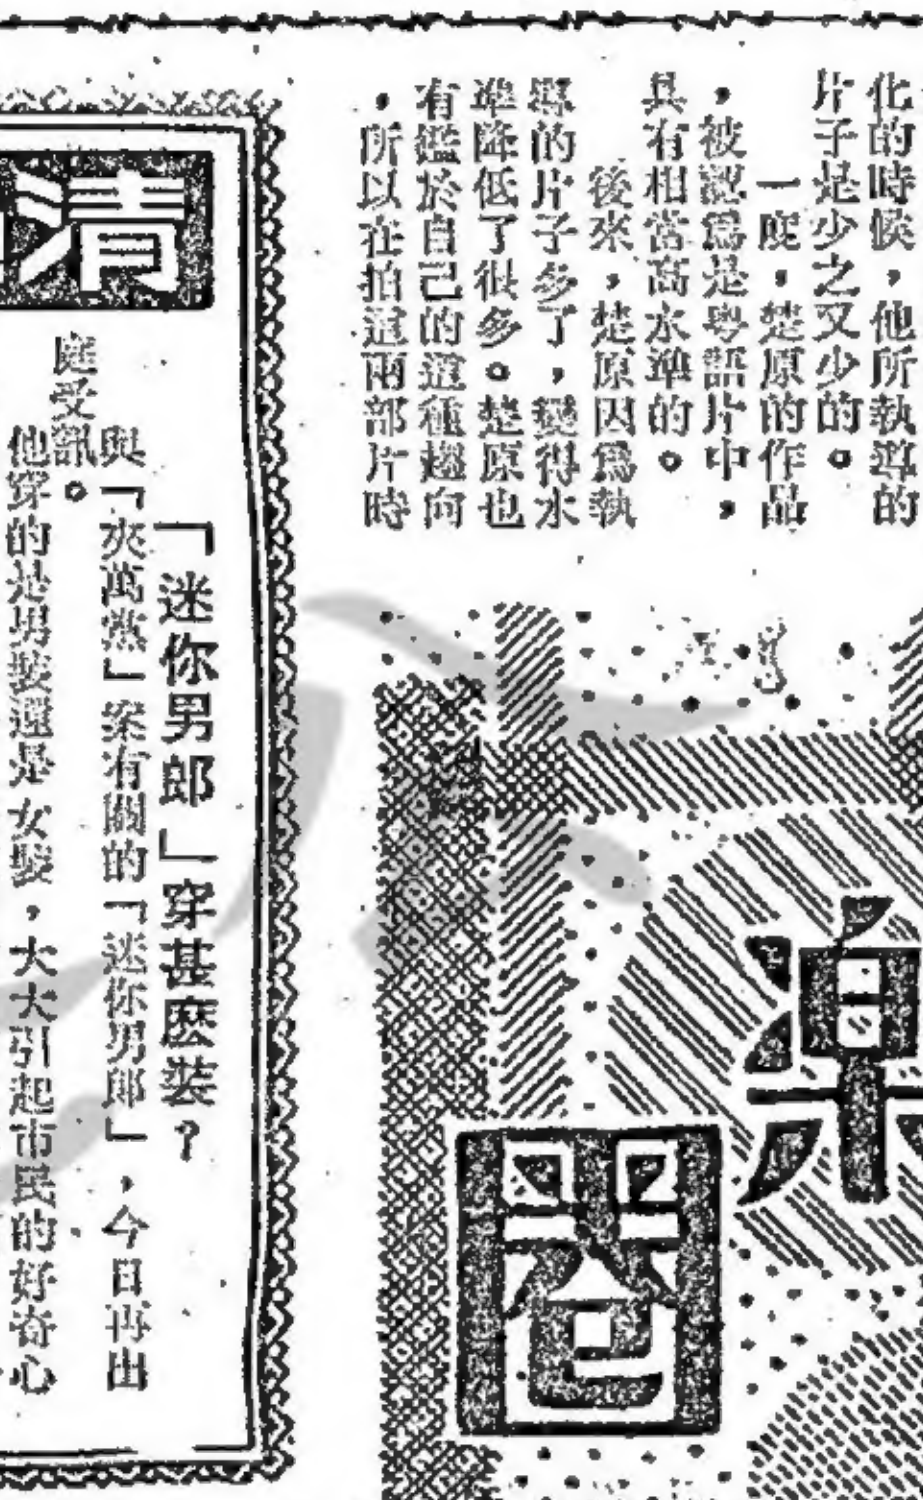 化的時候，他所執導的
片子是少之又少的。
一度，楚原的作品
，被認爲是粵語片中，
具有相當高水準的。
後來，楚原因爲執
導的片子多了，變得水
準降低了很多。楚原也
有鑑於自己的這種趨向
，所以在拍這兩部片時
樂
圈
清
「迷你男郎」穿甚麽裝？
與「夾萬黨」案有關的「迷你男郎」，今日再出
庭受訊。
他穿的是男裝還是女裝，大大引起市民的好奇心